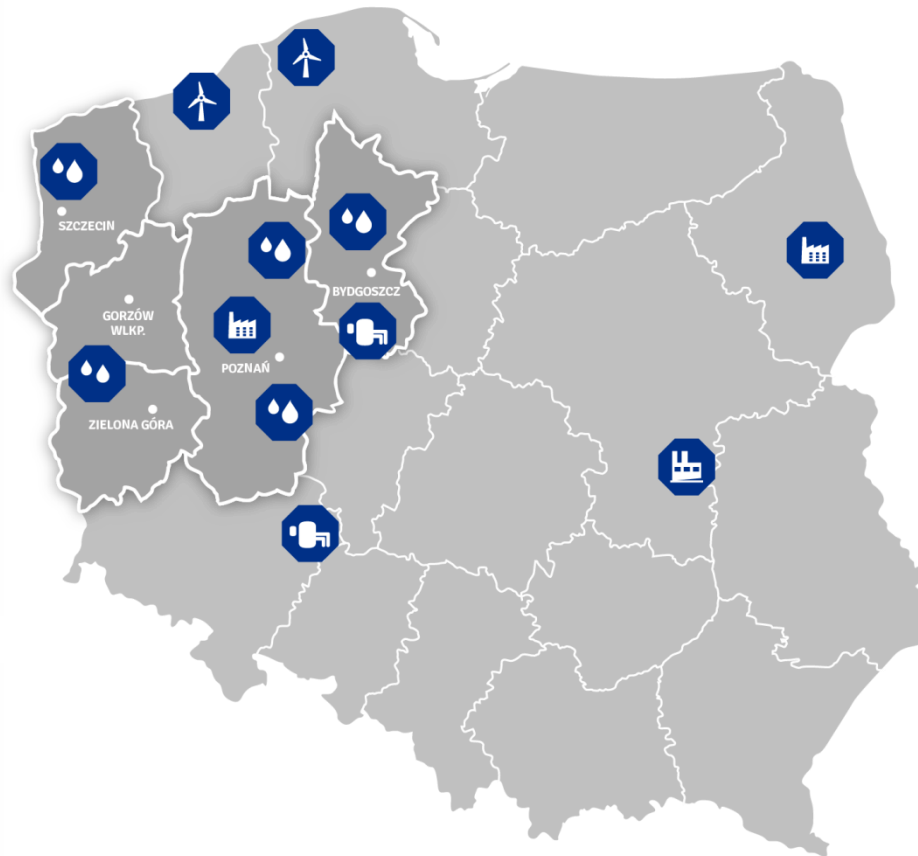 SZCZECIN
BYDGOSZCZ
GORZÓW
WLKP.
POZNAŃ
ZIELONA GÓRA